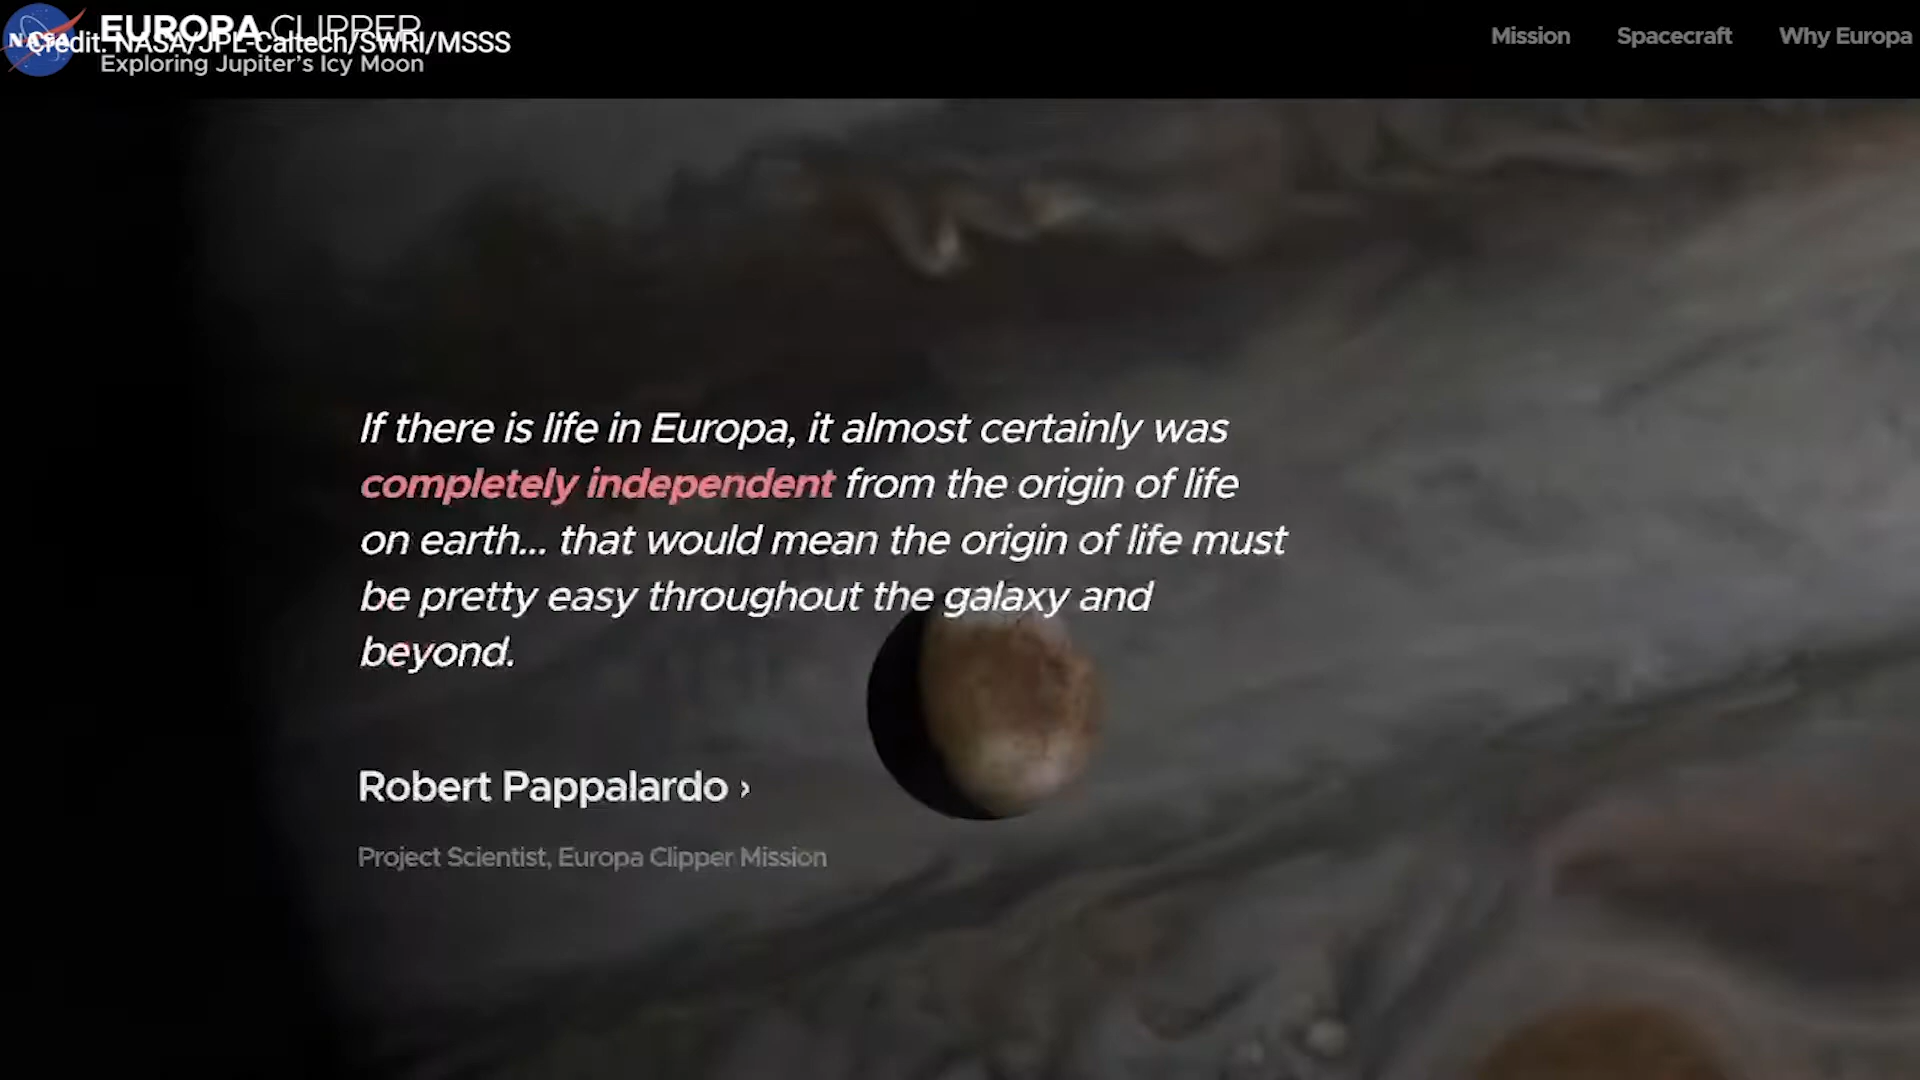 NASA
EUROPA CLIPPER
Credit: NASA/JPL-Caltech/SWRI/MSSS
Exploring Jupiter's Icy Moon
Mission Spacecraft Why Europa
If there is life in Europa, it almost certainly was
completely independent from the origin of life
on earth... that would mean the origin of life must
be pretty easy throughout the galaxy and
beyond.
Robert Pappalardo ›
Project Scientist, Europa Clipper Mission